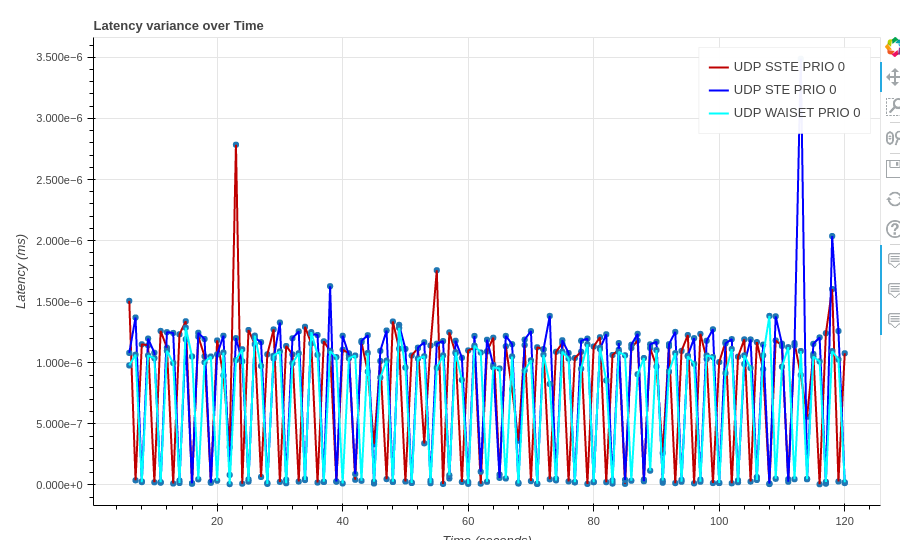 Latency variance over Time
UDP SSTE PRIO 0
UDP STE PRIO 0
UDP WAISET PRIO 0
Latency (ms)
3.500e−6
3.000e−6
2.500e−6
2.000e−6
1.500e−6
1.000e−6
5.000e−7
0.000e+0
20
40
60
80
100
120
Time (seconds)